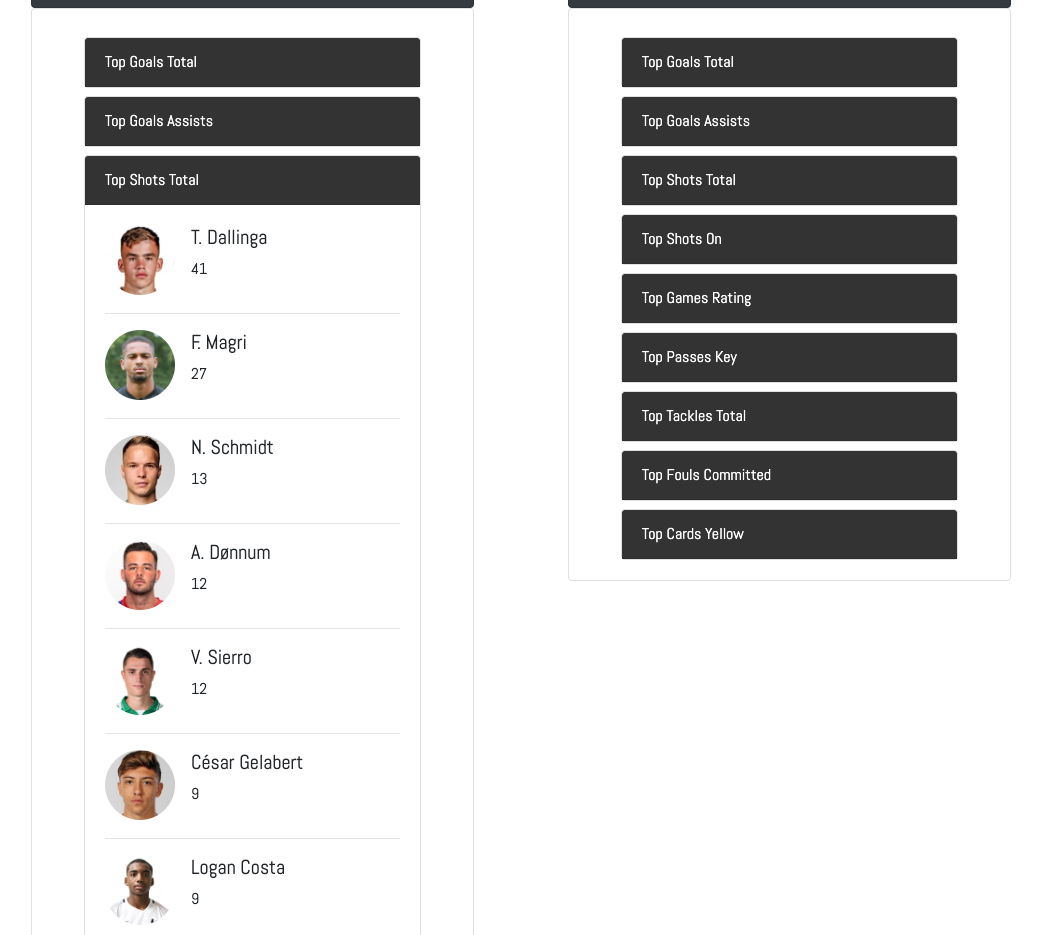 Top Goals Total
Top Goals Assists
Top Shots Total
T. Dallinga
41
F. Magri
27
N. Schmidt
13
A. Dønnum
12
V. Sierro
12
César Gelabert
9
Logan Costa
9
Top Goals Total
Top Goals Assists
Top Shots Total
Top Shots On
Top Games Rating
Top Passes Key
Top Tackles Total
Top Fouls Committed
Top Cards Yellow